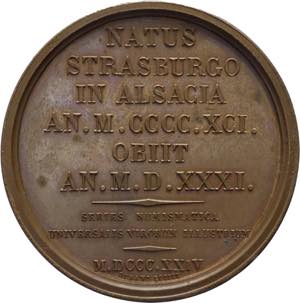 NATUS
STRASBURGO
IN ALSACIA
AN. M. CCCC. XCI.
OBIIT
AN. M. D. XXXI.
SERIES NUMISMATICA
UNIVERSALIS VIRORUM ILLUSTRIUM
M.DCCC.XX.V.